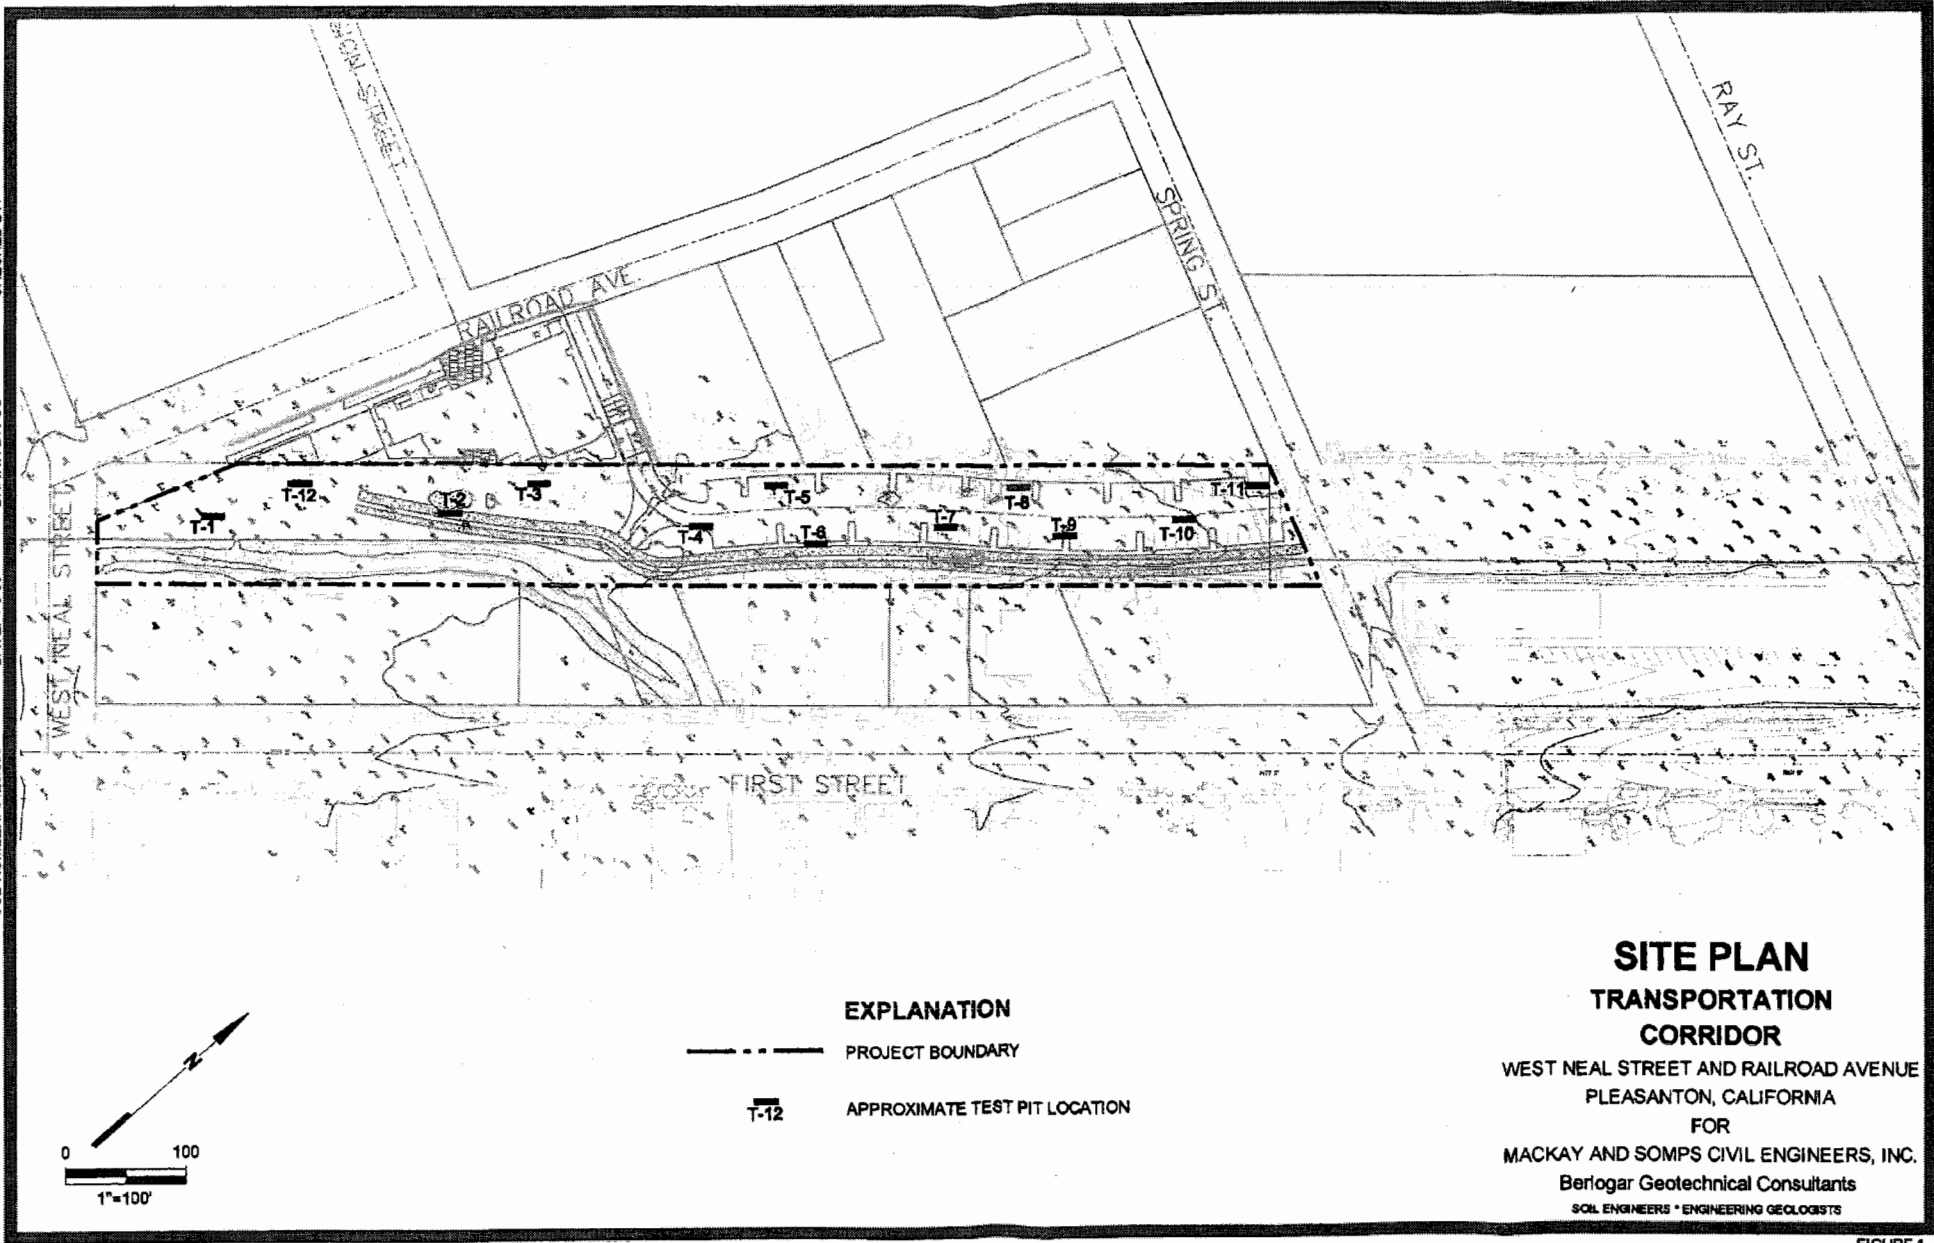 STREET
RAY ST.
SPRING ST.
RAILROAD AVE.
WEST NEAL STREET
T-12
T-1
T-2
T-3
T-4
T-5
T-6
T-7
T-8
T-9
T-10
T-11
FIRST STREET
N
0 100
1"=100'
EXPLANATION
PROJECT BOUNDARY
T-12 APPROXIMATE TEST PIT LOCATION
SITE PLAN
TRANSPORTATION
CORRIDOR
WEST NEAL STREET AND RAILROAD AVENUE
PLEASANTON, CALIFORNIA
FOR
MACKAY AND SOMPS CIVIL ENGINEERS, INC.
Berlogar Geotechnical Consultants
SOIL ENGINEERS * ENGINEERING GEOLOGISTS